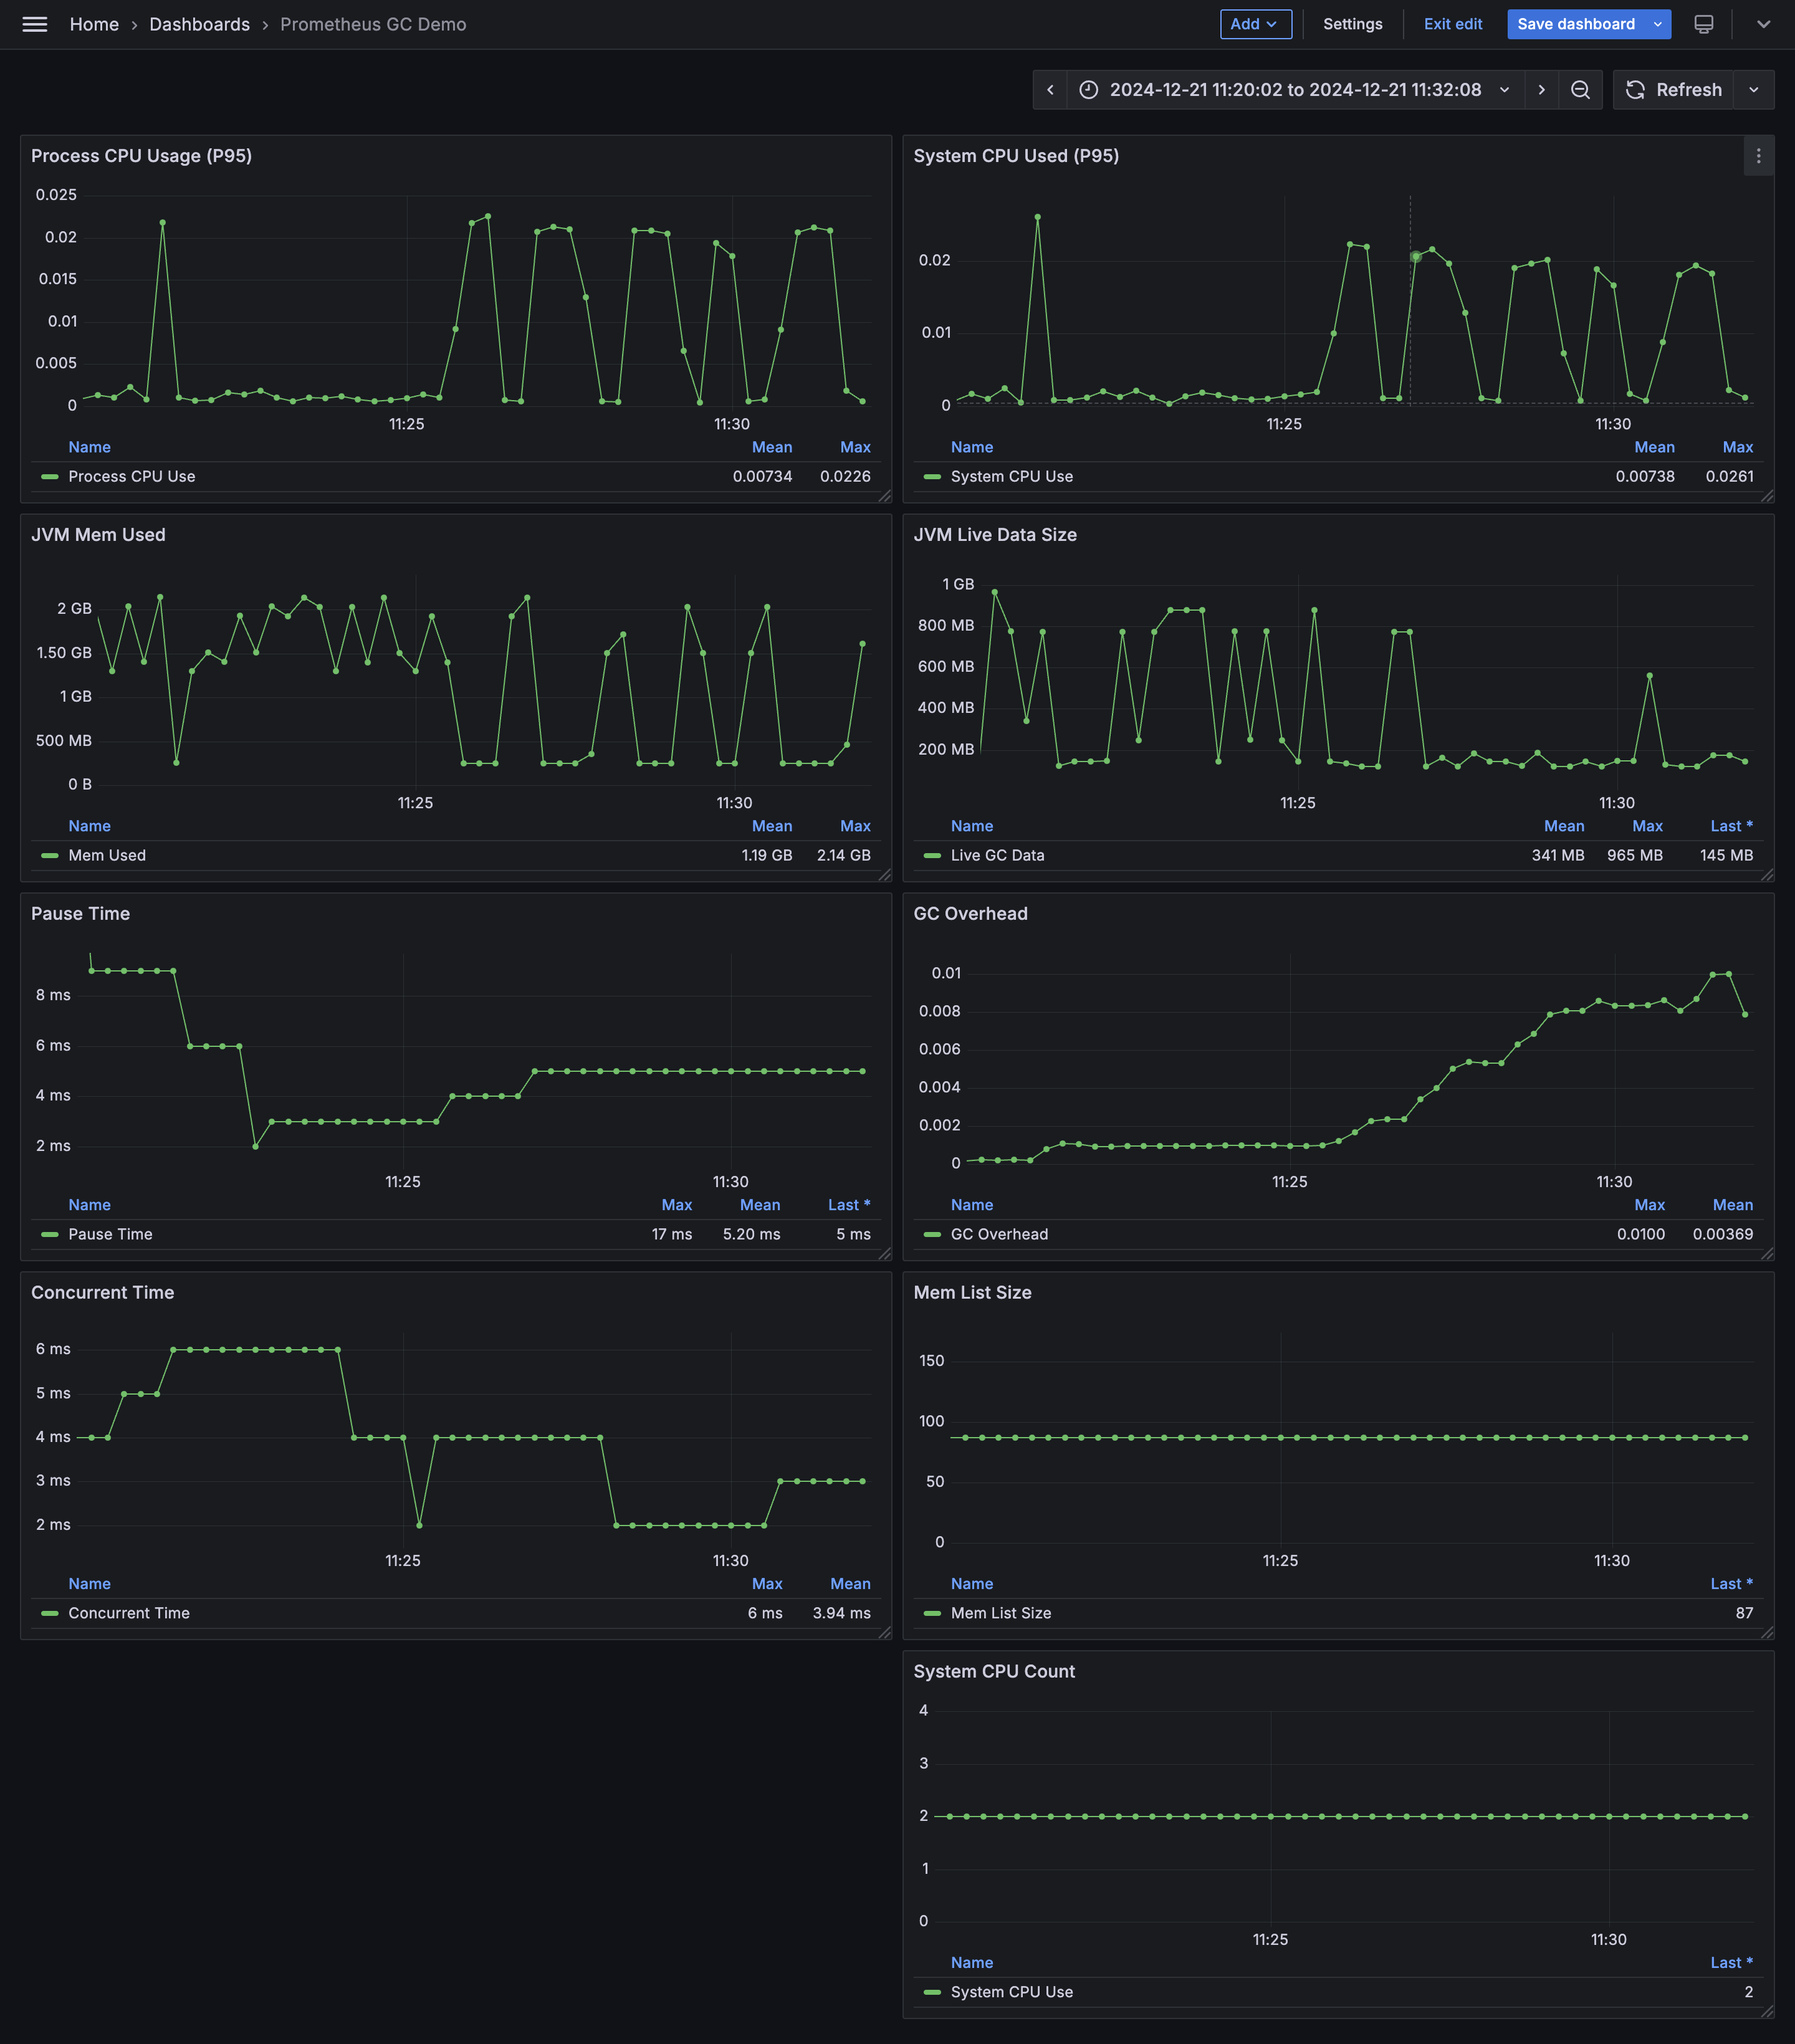 Home › Dashboards › Prometheus GC Demo Add Settings Exit edit Save dashboard
2024-12-21 11:20:02 to 2024-12-21 11:32:08 Refresh
Process CPU Usage (P95)
0.025
0.02
0.015
0.01
0.005
0
11:25 11:30
Name Mean Max
Process CPU Use 0.00734 0.0226
System CPU Used (P95)
0.02
0.01
0
11:25 11:30
Name Mean Max
System CPU Use 0.00738 0.0261
JVM Mem Used
2 GB
1.50 GB
1 GB
500 MB
0 B
11:25 11:30
Name Mean Max
Mem Used 1.19 GB 2.14 GB
JVM Live Data Size
1 GB
800 MB
600 MB
400 MB
200 MB
11:25 11:30
Name Mean Max Last *
Live GC Data 341 MB 965 MB 145 MB
Pause Time
8 ms
6 ms
4 ms
2 ms
11:25 11:30
Name Max Mean Last *
Pause Time 17 ms 5.20 ms 5 ms
GC Overhead
0.01
0.008
0.006
0.004
0.002
0
11:25 11:30
Name Max Mean
GC Overhead 0.0100 0.00369
Concurrent Time
6 ms
5 ms
4 ms
3 ms
2 ms
11:25 11:30
Name Max Mean
Concurrent Time 6 ms 3.94 ms
Mem List Size
150
100
50
0
11:25 11:30
Name Last *
Mem List Size 87
System CPU Count
4
3
2
1
0
11:25 11:30
Name Last *
System CPU Use 2